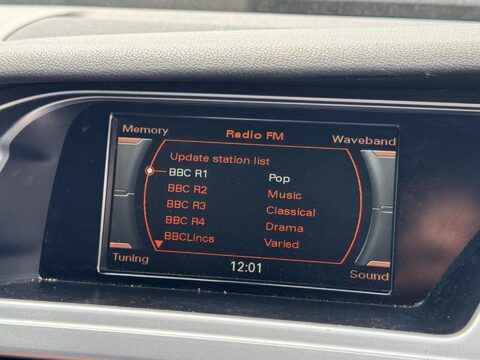 Memory Radio FM Waveband
Update station list
BBC R1 Pop
BBC R2 Music
BBC R3 Classical
BBC R4 Drama
BBCLincs Varied
Tuning 12:01 Sound